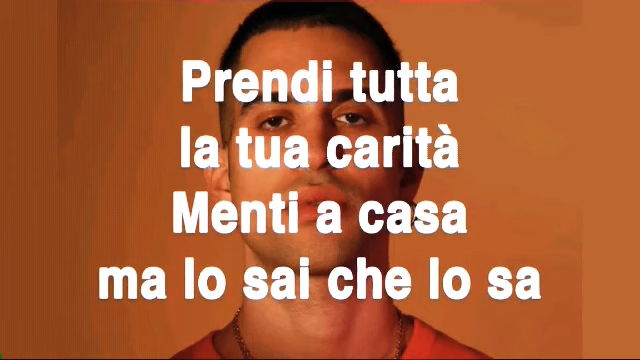 Prendi tutta
la tua carità
Menti a casa
ma lo sai che lo sa